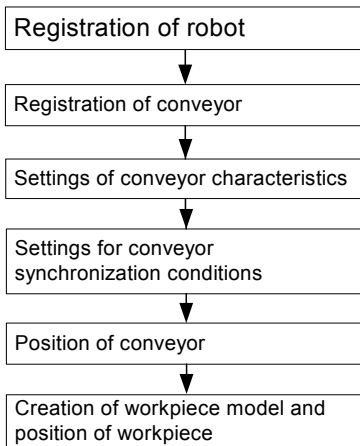 Registration of robot
Registration of conveyor
Settings of conveyor characteristics
Settings for conveyor
synchronization conditions
Position of conveyor
Creation of workpiece model and
position of workpiece